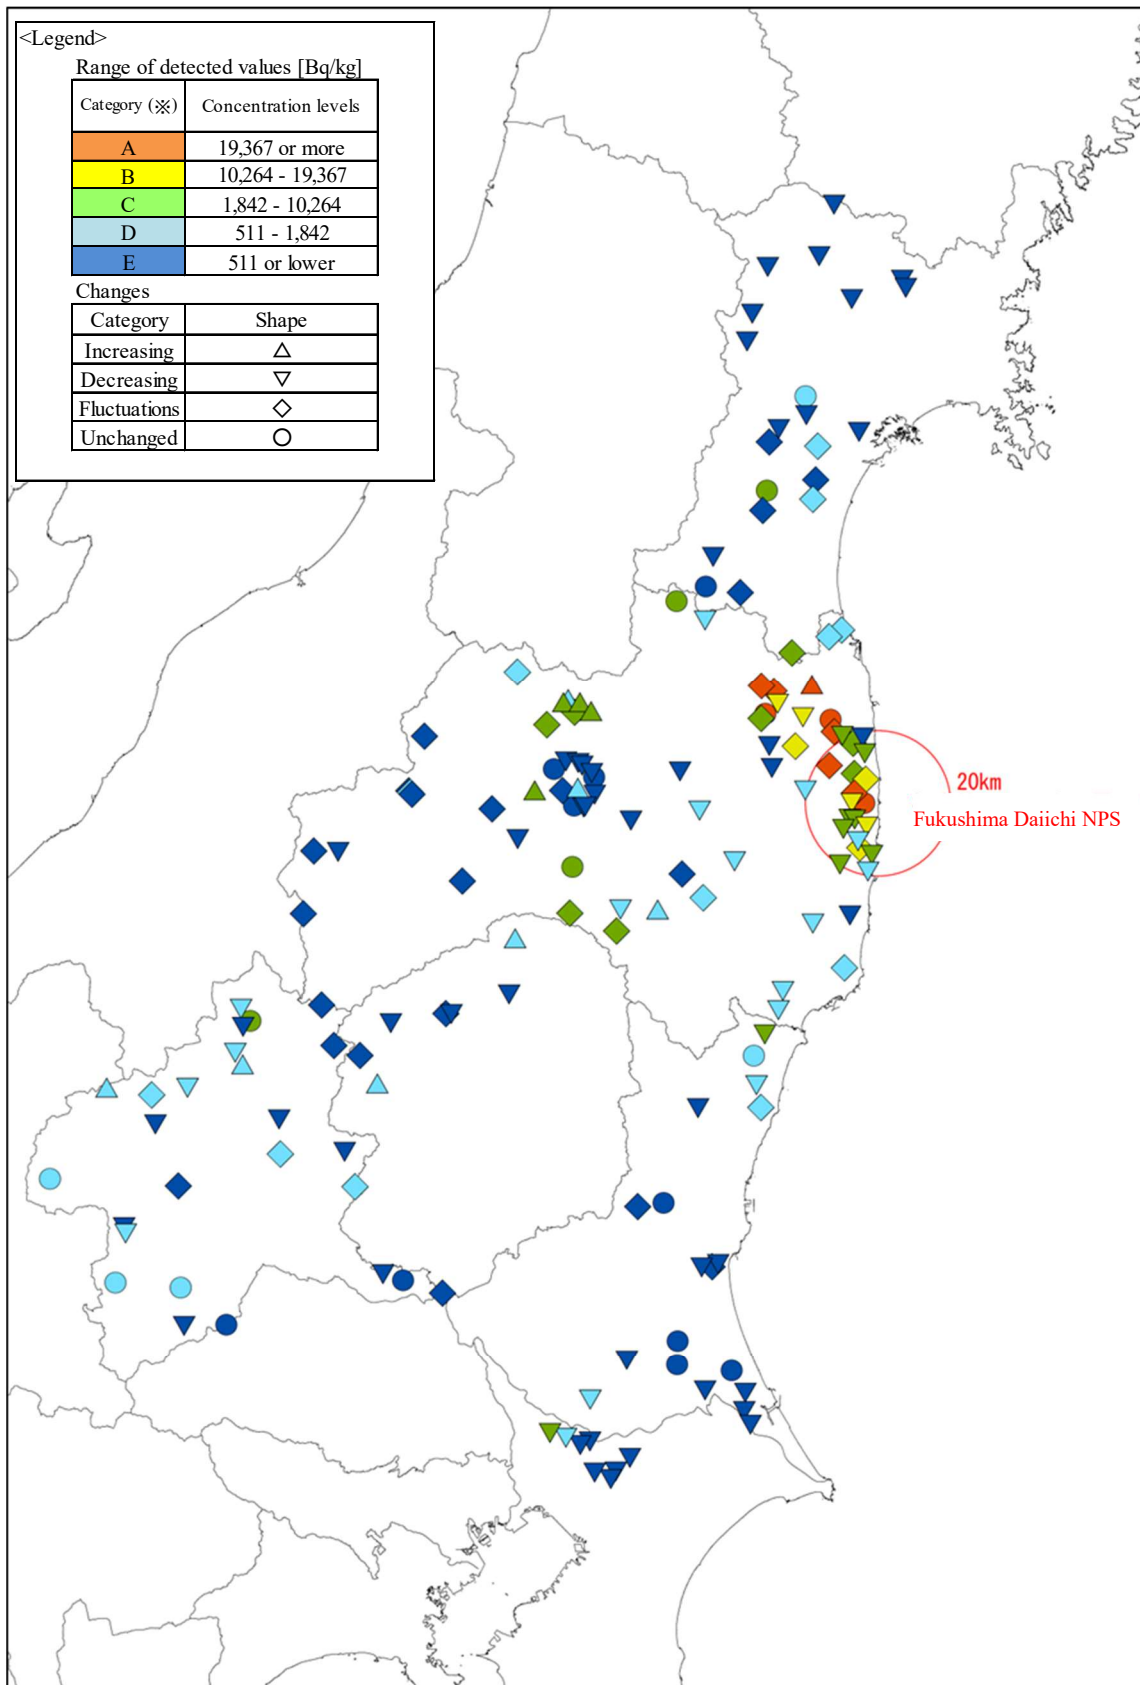 <Legend>
Range of detected values [Bq/kg]
Category (※) Concentration levels
A 19,367 or more
B 10,264 - 19,367
C 1,842 - 10,264
D 511 - 1,842
E 511 or lower
Changes
Category Shape
Increasing △
Decreasing ▽
Fluctuations ◇
Unchanged ○
20km
Fukushima Daiichi NPS